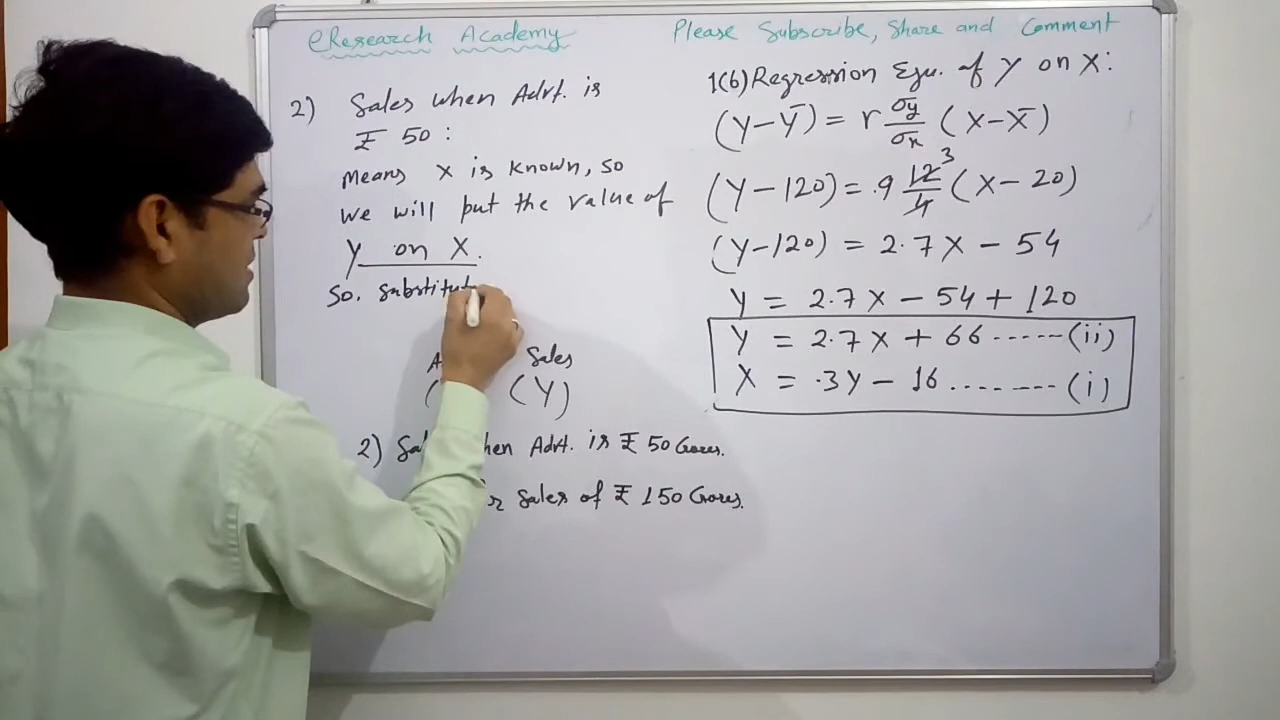 eResearch Academy
Please Subscribe, Share and Comment
2) Sales when Advt. is
₹ 50 :
means X is known, so
we will put the value of
Y on X.
So, substitut
Sales
( (Y)
2) Sal hen Advt. is ₹ 50 Crores.
Sales of ₹ 150 Crores.
1(b) Regression Equ. of Y on X :
(Y-Ȳ) = r σy/σx (X-X̄)
(Y-120) = .9 12/4 3 (X-20)
(Y-120) = 2.7X - 54
Y = 2.7X - 54 + 120
Y = 2.7X + 66 ----- (ii)
X = .3Y - 16 -------- (i)